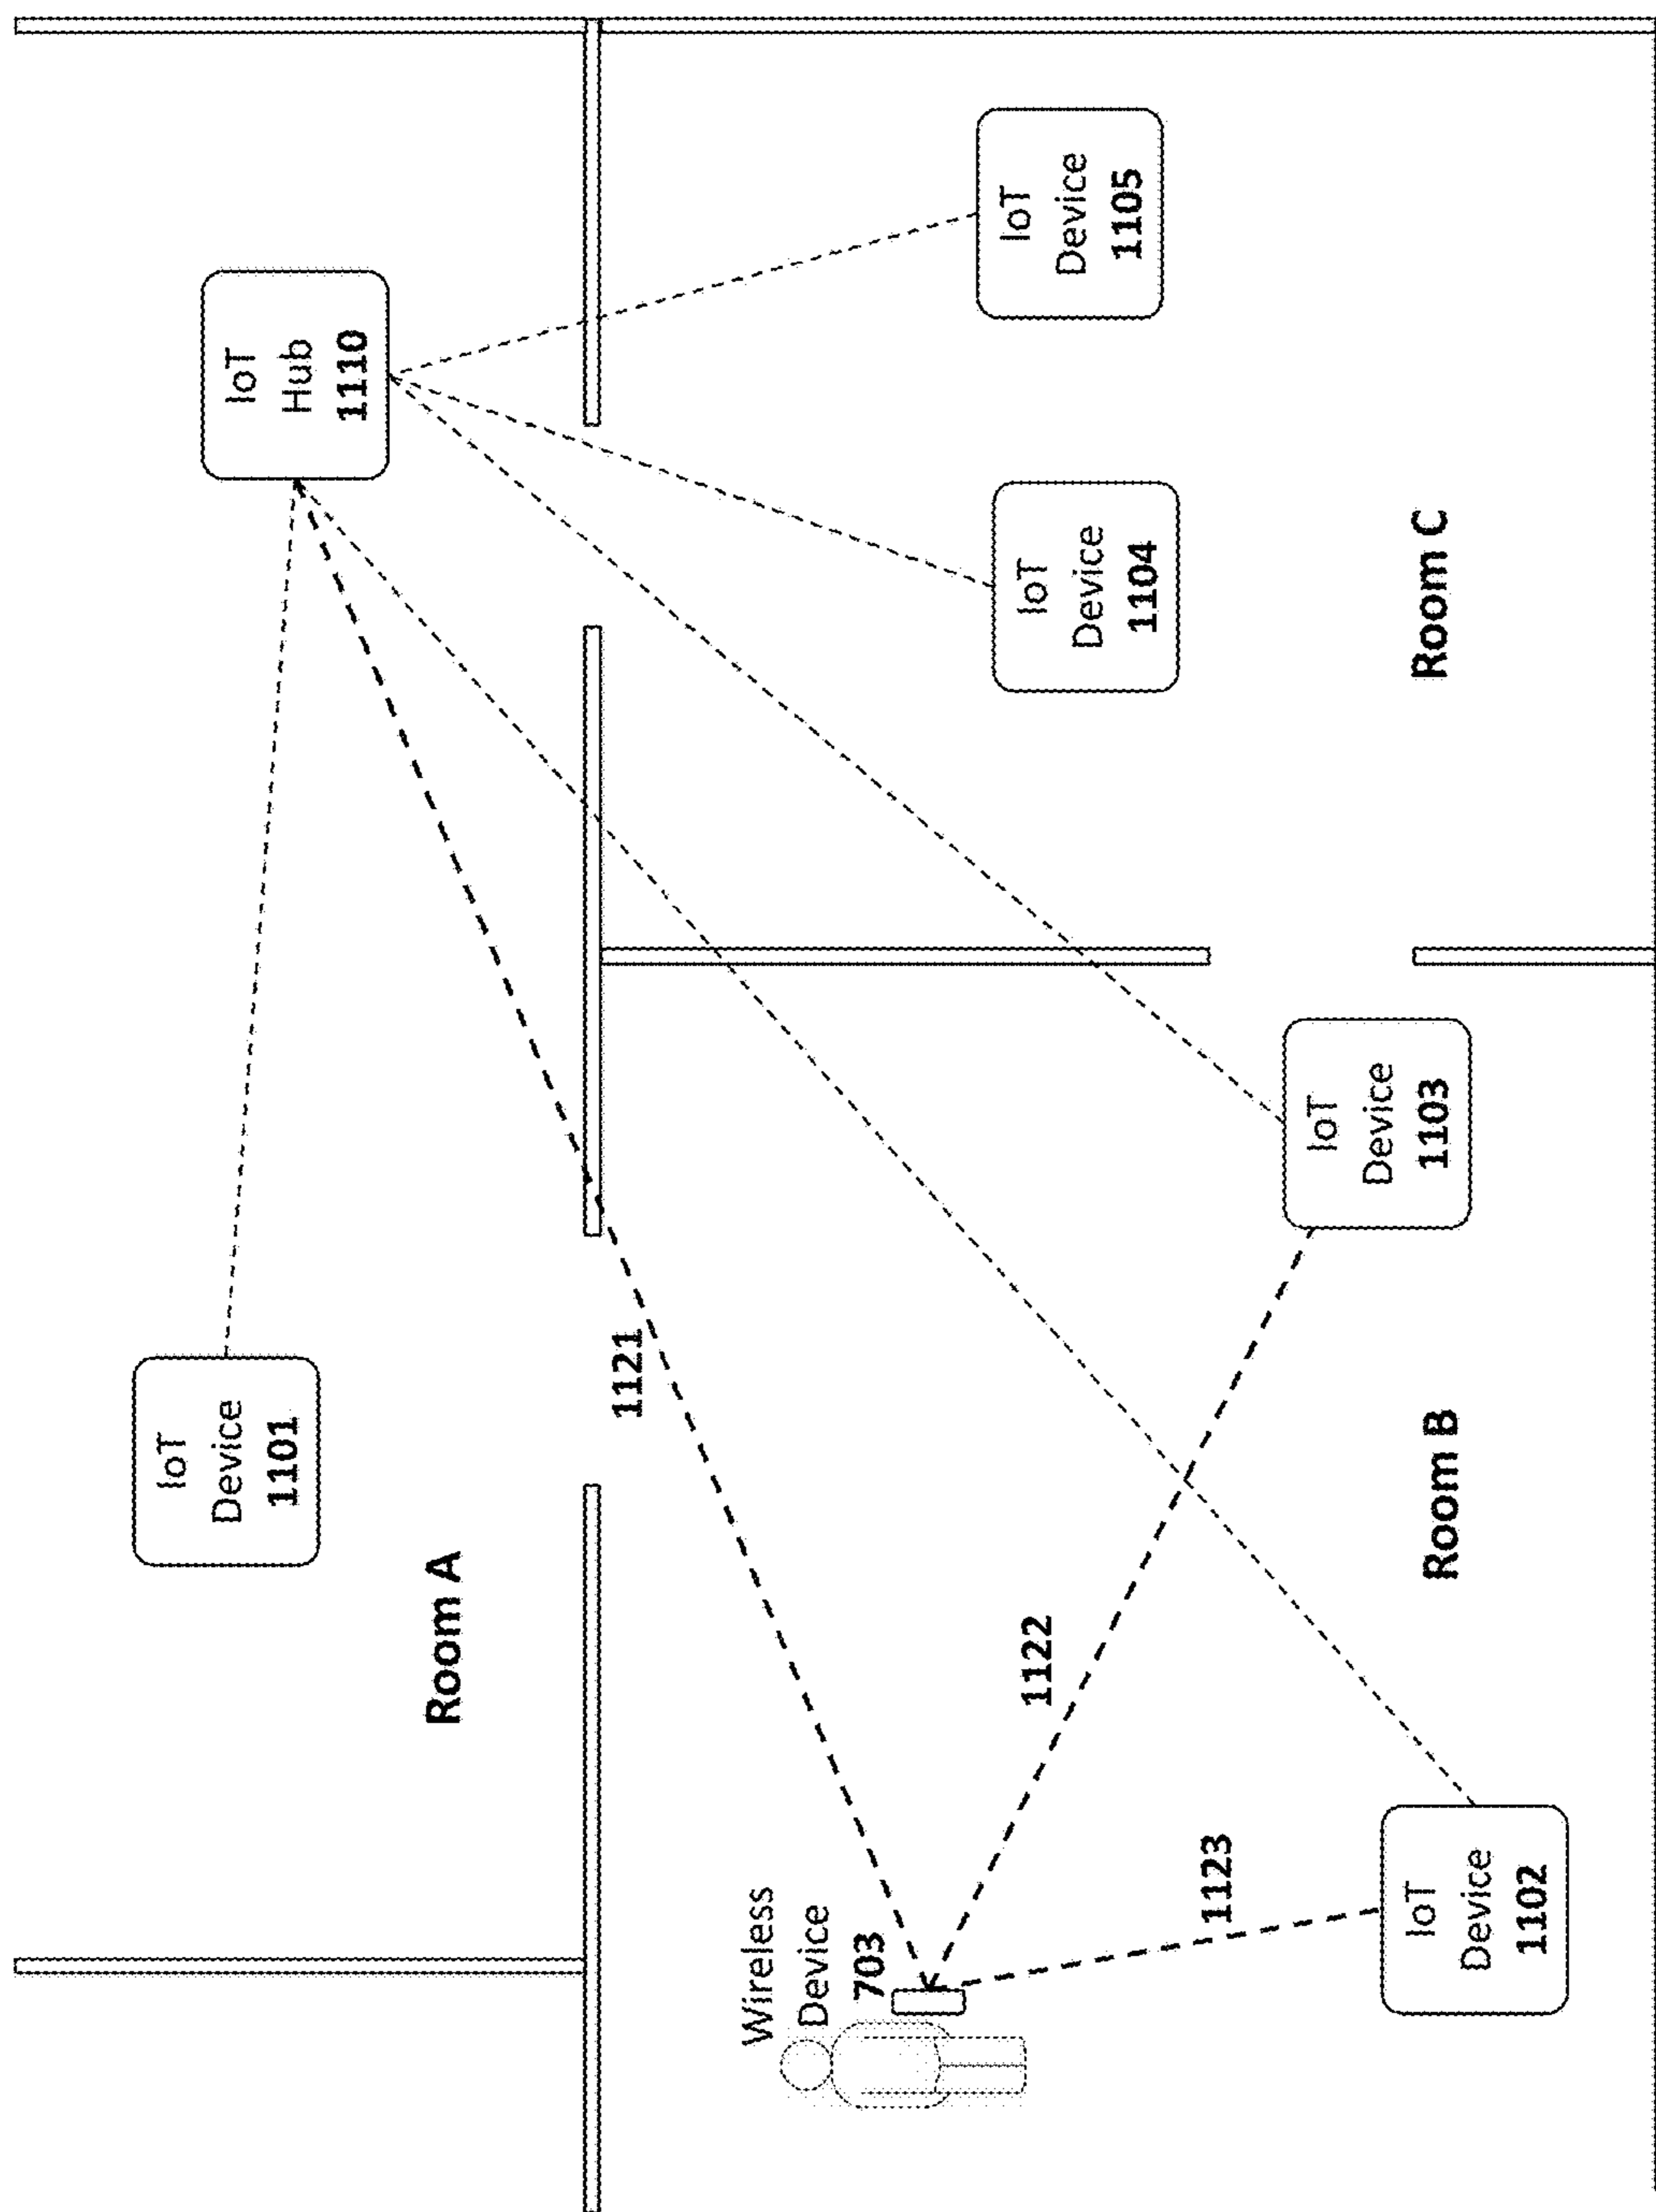 IoT
Device
1101
IoT
Hub
1110
Room A
1121
Wireless
Device
703
1122
1123
IoT
Device
1102
IoT
Device
1103
IoT
Device
1104
IoT
Device
1105
Room B
Room C